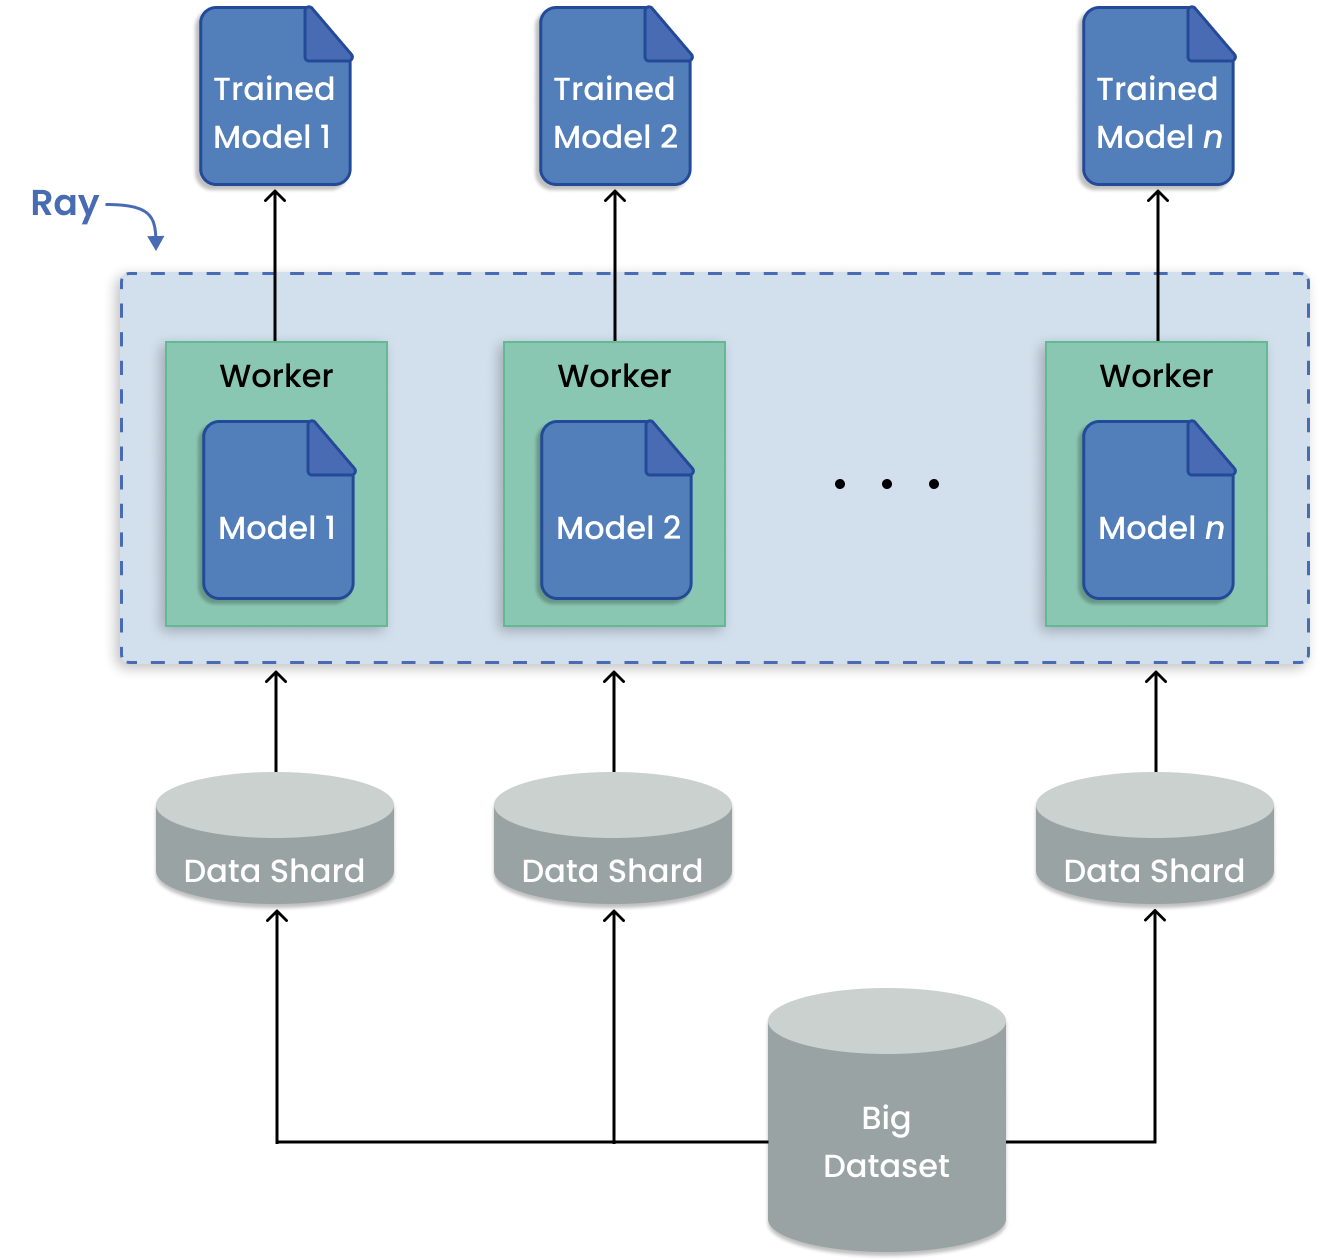 Trained
Model 1
Trained
Model 2
Trained
Model n
Ray
Worker
Worker
Worker
Model 1
Model 2
. . .
Model n
Data Shard
Data Shard
Data Shard
Big
Dataset